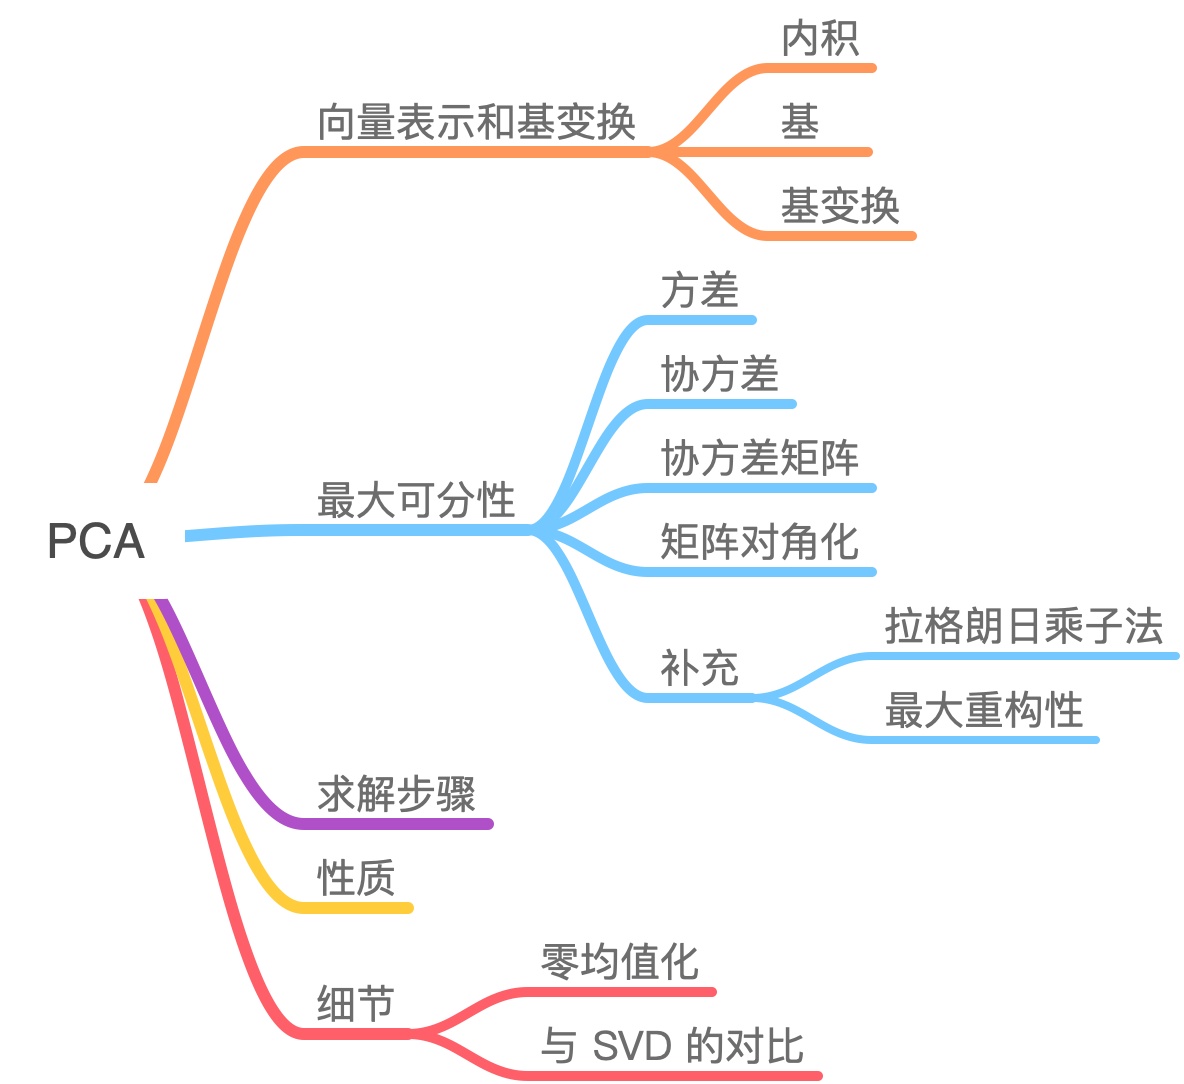 内积
向量表示和基变换
基
基变换
方差
协方差
协方差矩阵
最大可分性
PCA
矩阵对角化
拉格朗日乘子法
补充
最大重构性
求解步骤
性质
零均值化
细节
与 SVD 的对比